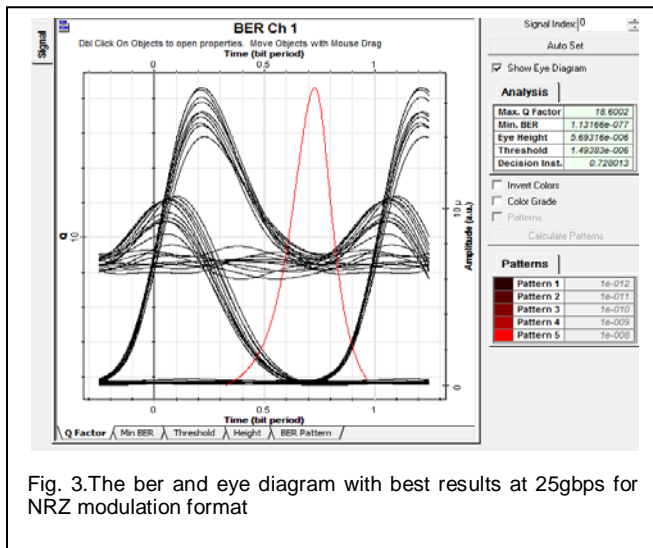 BER Ch 1
Dbl Click On Objects to open properties. Move Objects with Mouse Drag
Time (bit period)
0 0.5 1
Signal
Q
10
10 µ
0
Amplitude (a.u.)
0 0.5 1
Time (bit period)
Q Factor Min BER Threshold Height BER Pattern
Signal Index 0
Auto Set
Show Eye Diagram
Analysis
Max. Q Factor 18.6002
Min. BER 1.13166e-077
Eye Height 5.69316e-006
Threshold 1.49383e-006
Decision Inst. 0.728013
Invert Colors
Color Grade
Patterns
Calculate Patterns
Patterns
Pattern 1 1e-012
Pattern 2 1e-011
Pattern 3 1e-010
Pattern 4 1e-009
Pattern 5 1e-008
Fig. 3.The ber and eye diagram with best results at 25gbps for
NRZ modulation format